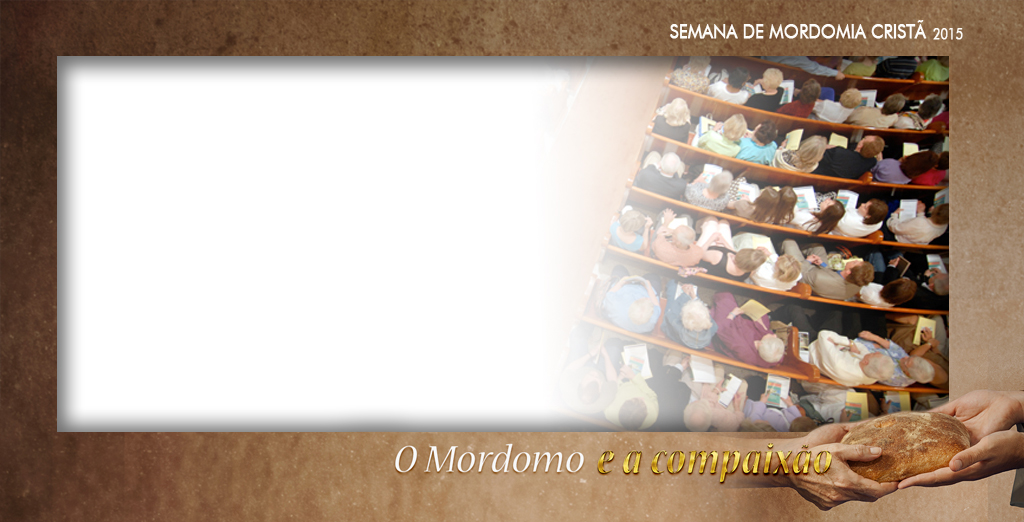 SEMANA DE MORDOMIA CRISTÃ 2015
O Mordomo e a compaixão